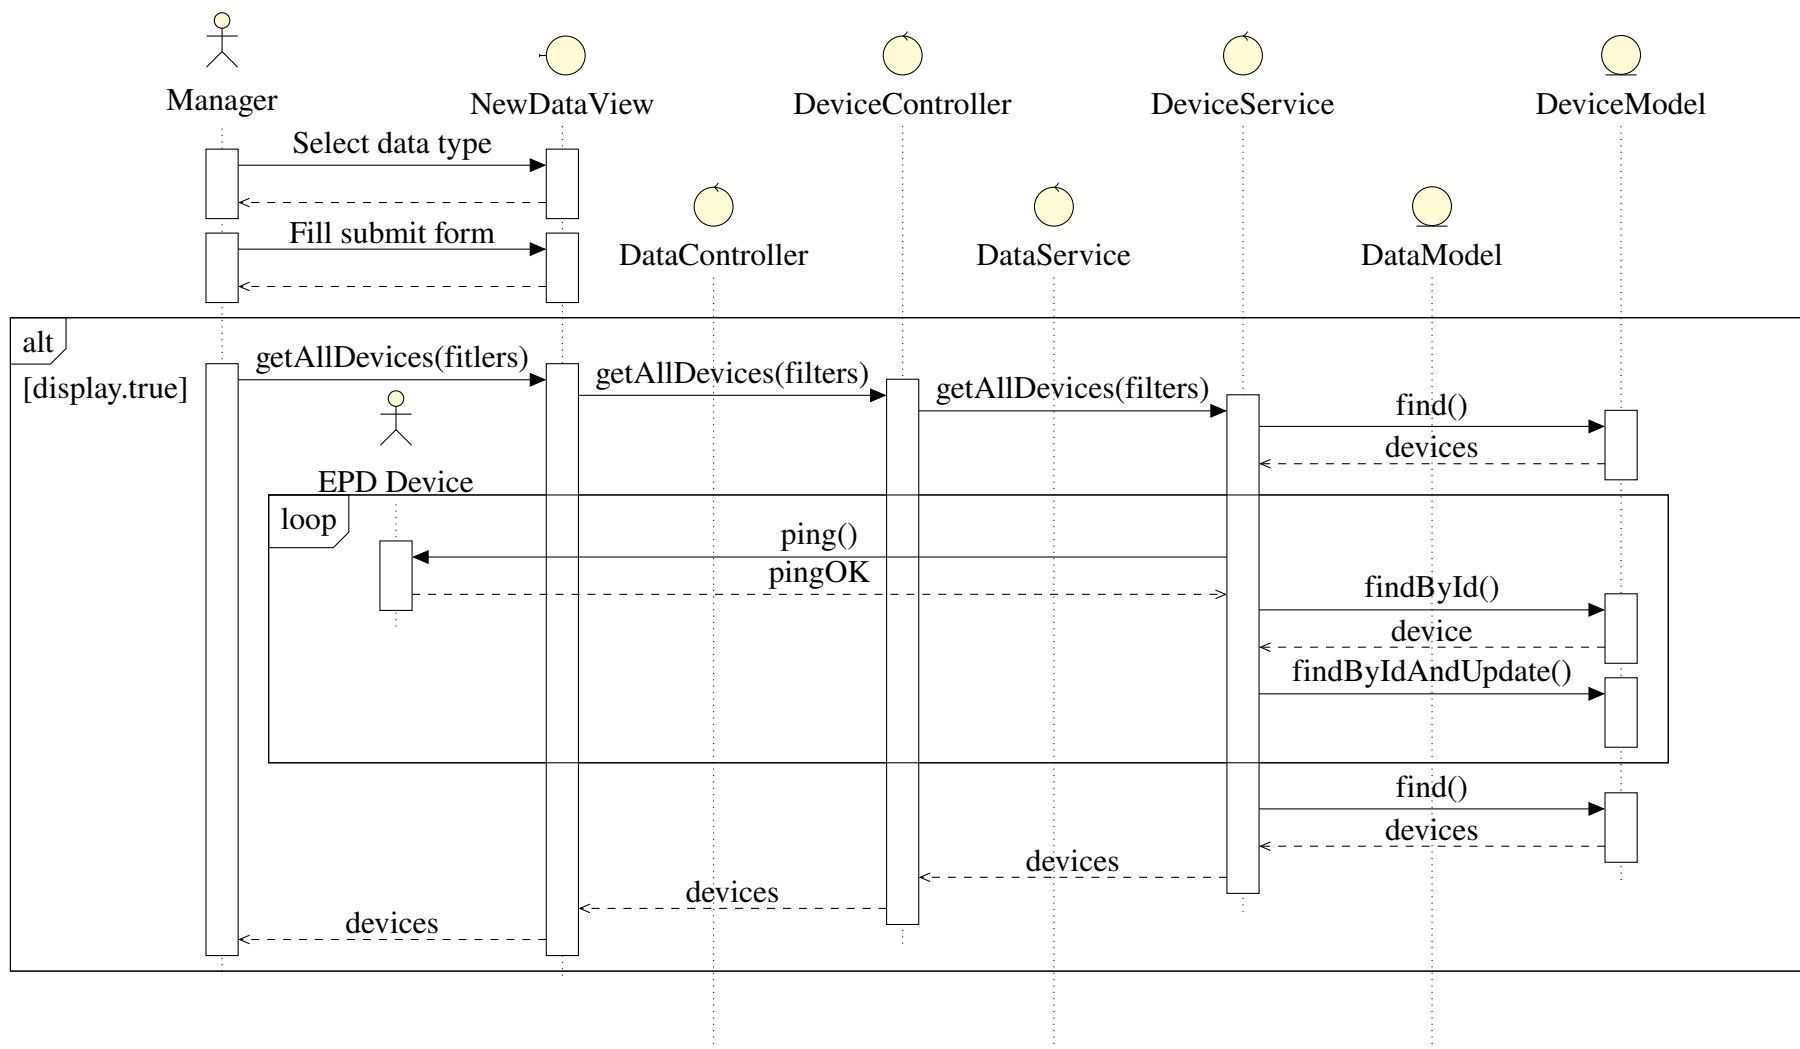 Manager
NewDataView
DeviceController
DeviceService
DeviceModel
Select data type
Fill submit form
DataController
DataService
DataModel
alt
[display.true]
getAllDevices(fitlers)
getAllDevices(filters)
getAllDevices(filters)
find()
devices
EPD Device
loop
ping()
pingOK
findById()
device
findByIdAndUpdate()
find()
devices
devices
devices
devices